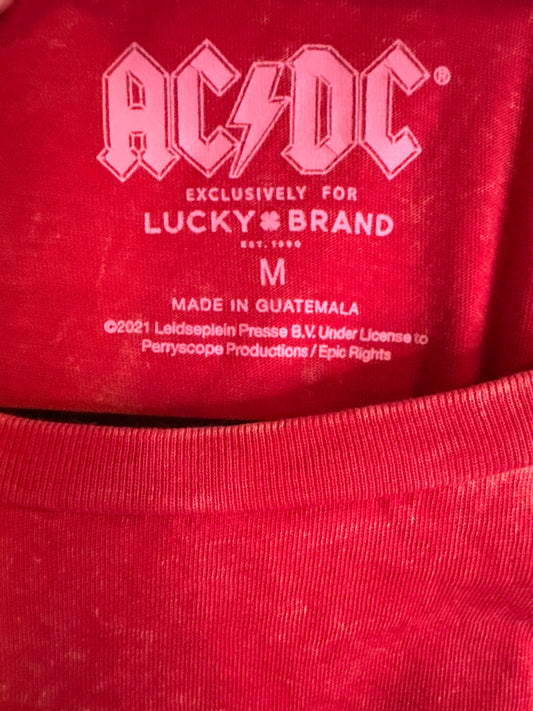 AC/DC®
EXCLUSIVELY FOR
LUCKY BRAND
EST. 1990
M
MADE IN GUATEMALA
©2021 Leidseplein Presse B.V. Under License to
Perryscope Productions / Epic Rights